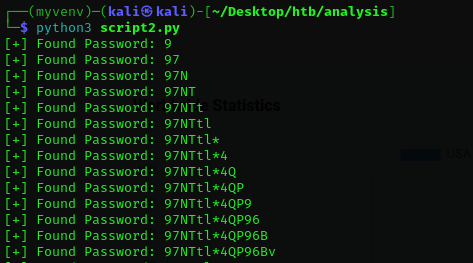 ┌──(myvenv)─(kali㉿kali)-[~/Desktop/htb/analysis]
└─$ python3 script2.py
[+] Found Password: 9
[+] Found Password: 97
[+] Found Password: 97N
[+] Found Password: 97NT
[+] Found Password: 97NTt
[+] Found Password: 97NTtl
[+] Found Password: 97NTtl*
[+] Found Password: 97NTtl*4
[+] Found Password: 97NTtl*4Q
[+] Found Password: 97NTtl*4QP
[+] Found Password: 97NTtl*4QP9
[+] Found Password: 97NTtl*4QP96
[+] Found Password: 97NTtl*4QP96B
[+] Found Password: 97NTtl*4QP96Bv
Statistics